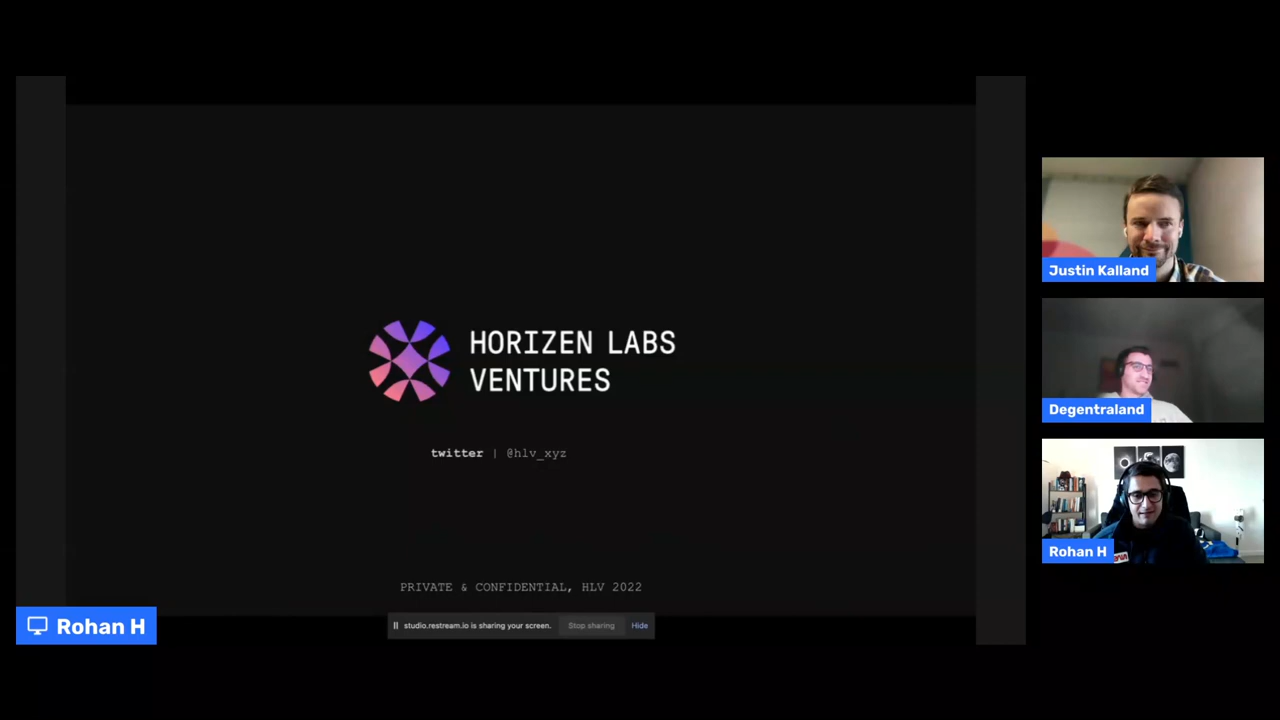 HORIZEN LABS
VENTURES
twitter | @hlv_xyz
PRIVATE & CONFIDENTIAL, HLV 2022
studio.restream.io is sharing your screen. Stop sharing Hide
Rohan H
Justin Kalland
Degentraland
Rohan H